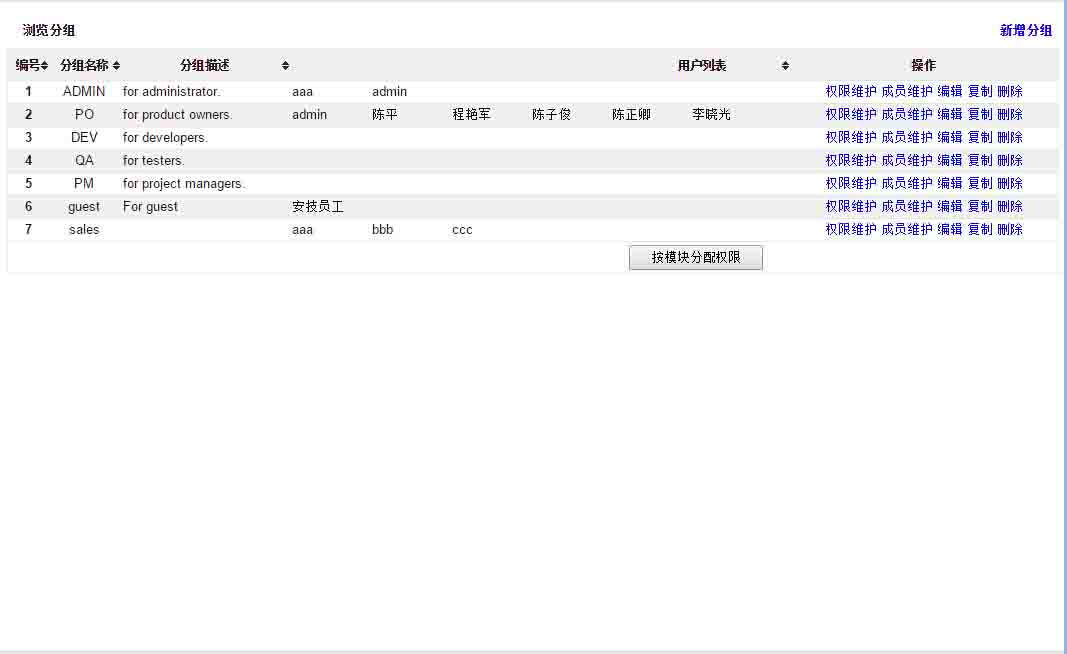 浏览分组 新增分组
编号 分组名称 分组描述 用户列表 操作
1 ADMIN for administrator. aaa admin 权限维护 成员维护 编辑 复制 删除
2 PO for product owners. admin 陈平 程艳军 陈子俊 陈正卿 李晓光 权限维护 成员维护 编辑 复制 删除
3 DEV for developers. 权限维护 成员维护 编辑 复制 删除
4 QA for testers. 权限维护 成员维护 编辑 复制 删除
5 PM for project managers. 权限维护 成员维护 编辑 复制 删除
6 guest For guest 安技员工 权限维护 成员维护 编辑 复制 删除
7 sales aaa bbb ccc 权限维护 成员维护 编辑 复制 删除
按模块分配权限